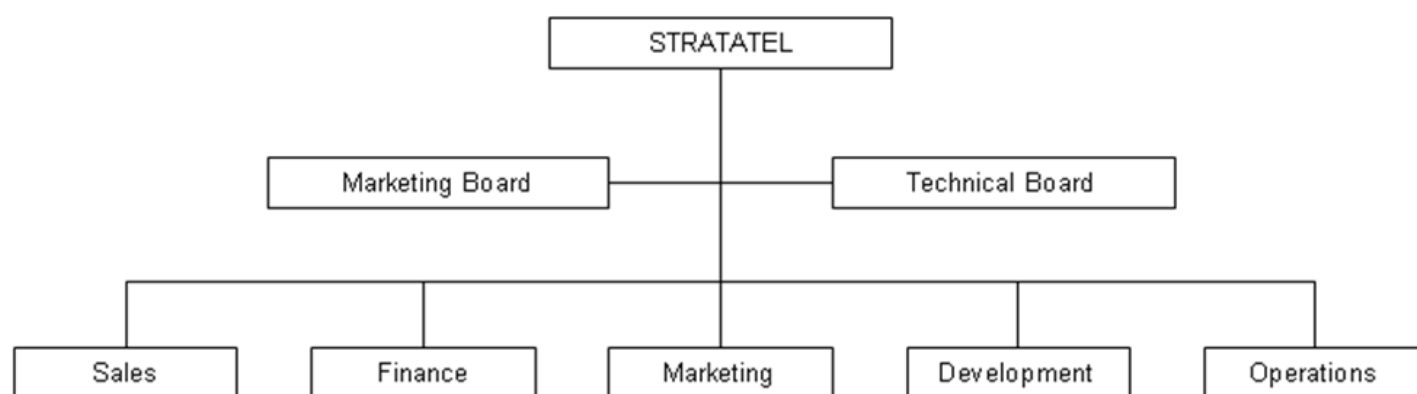 STRATATEL
Marketing Board
Technical Board
Sales
Finance
Marketing
Development
Operations